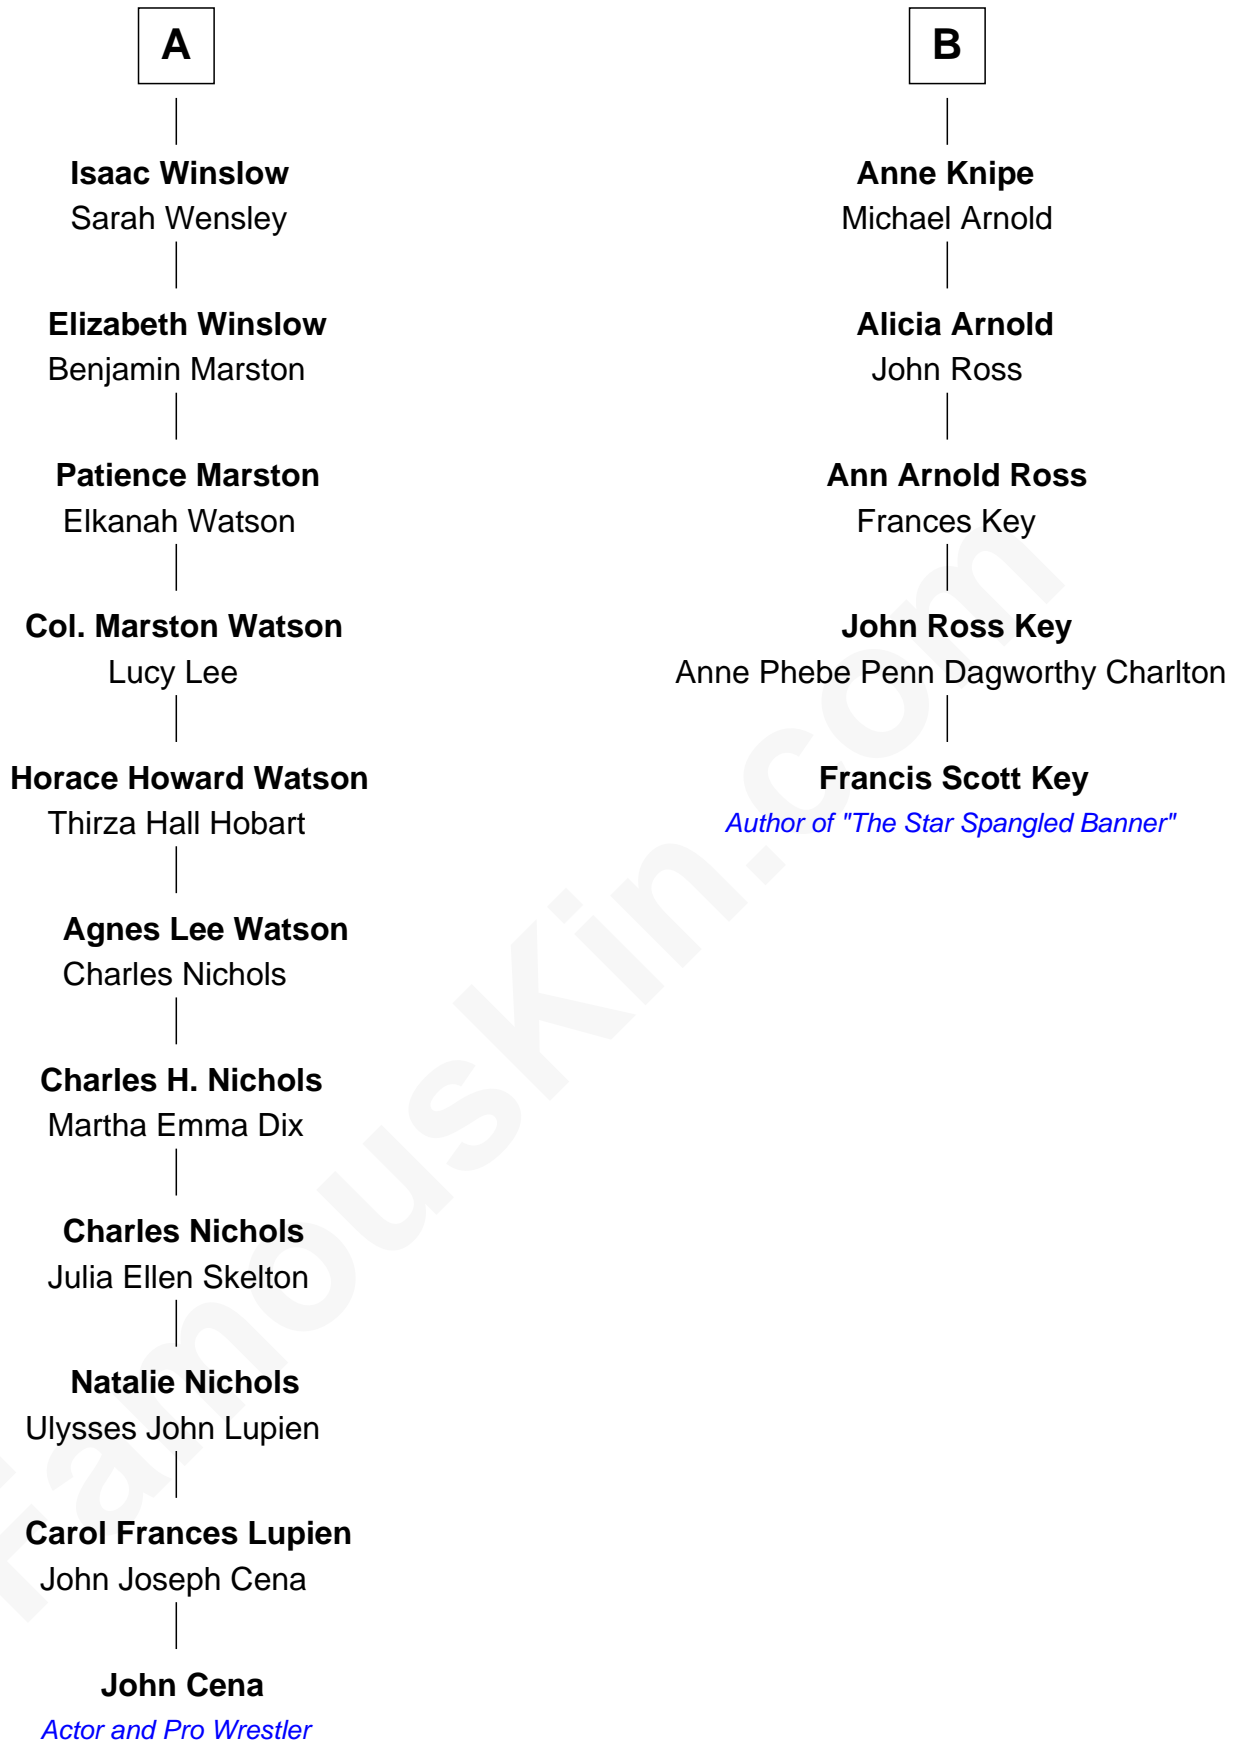 A
Isaac Winslow
Sarah Wensley
Elizabeth Winslow
Benjamin Marston
Patience Marston
Elkanah Watson
Col. Marston Watson
Lucy Lee
Horace Howard Watson
Thirza Hall Hobart
Agnes Lee Watson
Charles Nichols
Charles H. Nichols
Martha Emma Dix
Charles Nichols
Julia Ellen Skelton
Natalie Nichols
Ulysses John Lupien
Carol Frances Lupien
John Joseph Cena
John Cena
Actor and Pro Wrestler
B
Anne Knipe
Michael Arnold
Alicia Arnold
John Ross
Ann Arnold Ross
Frances Key
John Ross Key
Anne Phebe Penn Dagworthy Charlton
Francis Scott Key
Author of "The Star Spangled Banner"
FamousKin.com